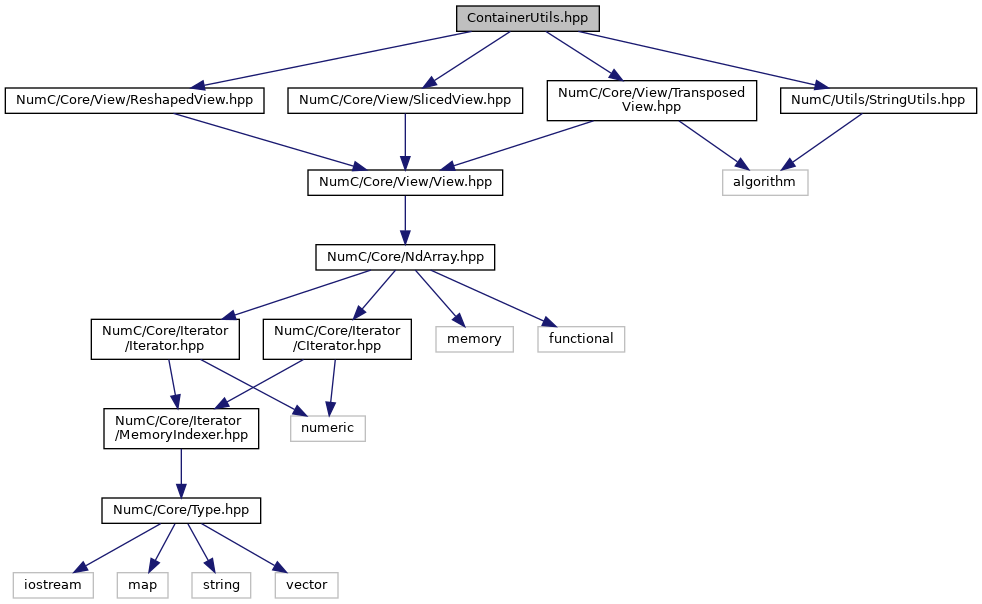 ContainerUtils.hpp
NumC/Core/View/ReshapedView.hpp
NumC/Core/View/SlicedView.hpp
NumC/Core/View/Transposed
View.hpp
NumC/Utils/StringUtils.hpp
NumC/Core/View/View.hpp
algorithm
NumC/Core/NdArray.hpp
NumC/Core/Iterator
/Iterator.hpp
NumC/Core/Iterator
/CIterator.hpp
memory
functional
NumC/Core/Iterator
/MemoryIndexer.hpp
numeric
NumC/Core/Type.hpp
iostream
map
string
vector